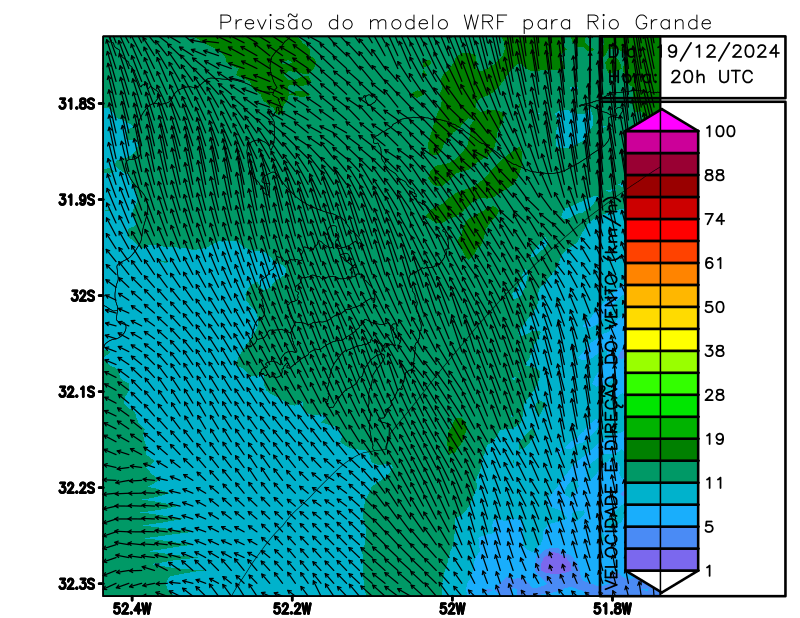 Previsão do modelo WRF para Rio Grande
Dia: 19/12/2024
Hora: 20h UTC
31.8S
31.9S
32S
32.1S
32.2S
32.3S
52.4W
52.2W
52W
51.8W
VELOCIDADE E DIREÇÃO DO VENTO (km/h)
100
88
74
61
50
38
28
19
11
5
1